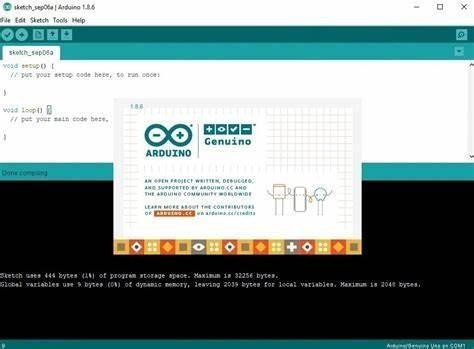 sketch_sep06a | Arduino 1.8.6
File Edit Sketch Tools Help
sketch_sep06a
void setup() {
// put your setup code here, to run once:
}
void loop() {
// put your main code here,
}
1.8.6
ARDUINO
Genuino
AN OPEN PROJECT WRITTEN, DEBUGGED,
AND SUPPORTED BY ARDUINO.CC AND
THE ARDUINO COMMUNITY WORLDWIDE
LEARN MORE ABOUT THE CONTRIBUTORS
OF ARDUINO.CC on arduino.cc/credits
Done compiling
Sketch uses 444 bytes (1%) of program storage space. Maximum is 32256 bytes.
Global variables use 9 bytes (0%) of dynamic memory, leaving 2039 bytes for local variables. Maximum is 2048 bytes.
9
Arduino/Genuino Uno on COM1